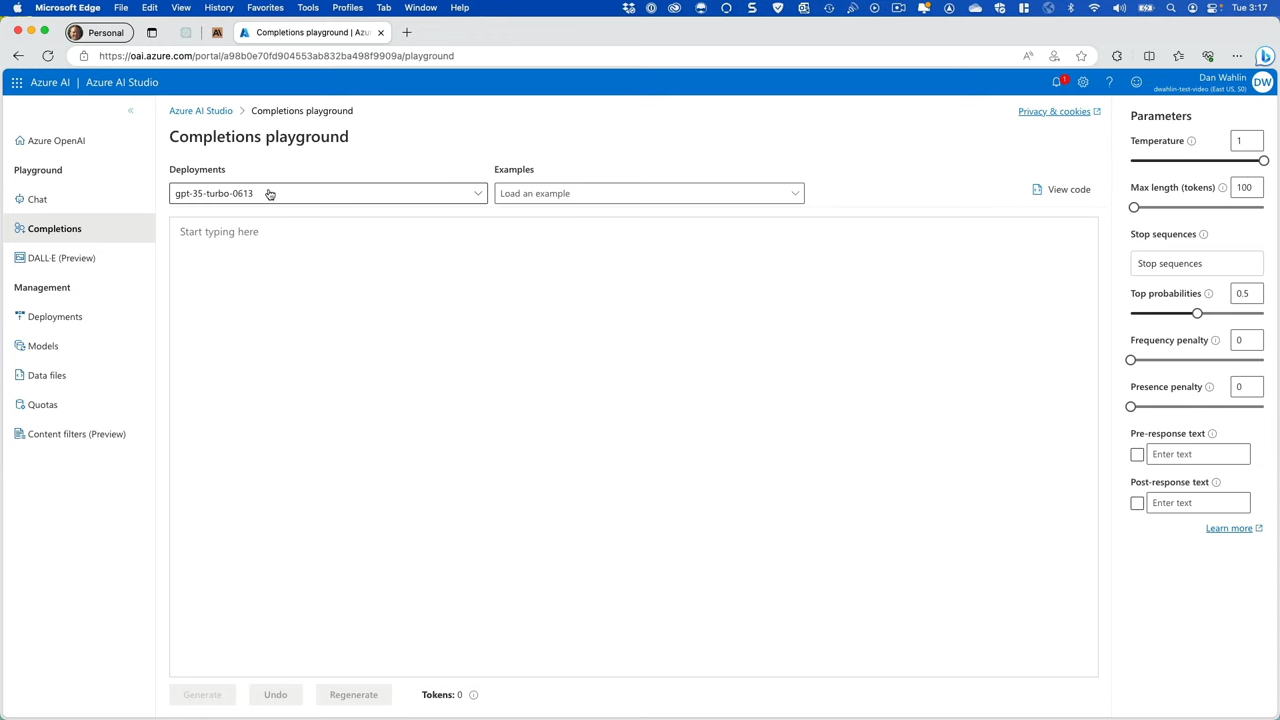 Microsoft Edge File Edit View History Favorites Tools Profiles Tab Window Help
Tue 3:17
Personal
Completions playground | Azu
https://oai.azure.com/portal/a98b0e70fd904553ab832ba498f9909a/playground
Azure AI | Azure AI Studio
1
Dan Wahlin
dwahlin-test-video (East US, S0)
DW
Azure OpenAI
Playground
Chat
Completions
DALL·E (Preview)
Management
Deployments
Models
Data files
Quotas
Content filters (Preview)
Azure AI Studio > Completions playground
Privacy & cookies
Completions playground
Deployments
Examples
gpt-35-turbo-0613
Load an example
View code
Start typing here
Generate
Undo
Regenerate
Tokens: 0
Parameters
Temperature
1
Max length (tokens)
100
Stop sequences
Stop sequences
Top probabilities
0.5
Frequency penalty
0
Presence penalty
0
Pre-response text
Enter text
Post-response text
Enter text
Learn more